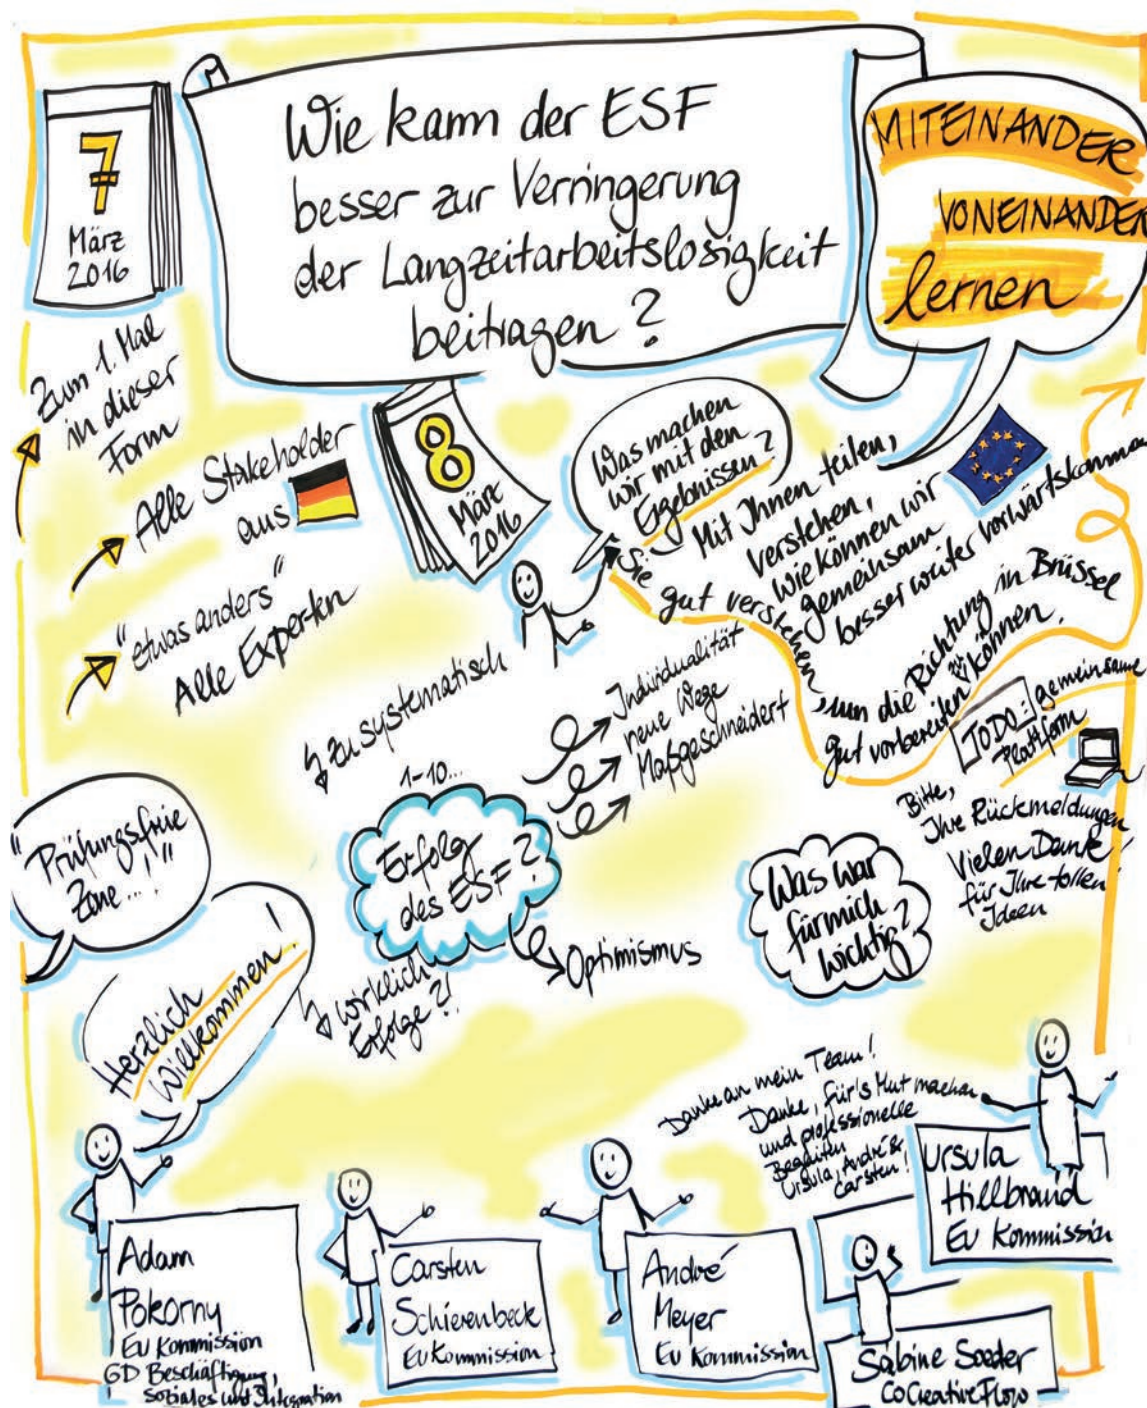 7
März
2016
Wie kann der ESF
besser zur Verringerung
der Langzeitarbeitslosigkeit
beitragen?
MITEINANDER
VONEINANDER
lernen
Zum 1. Mal
in dieser
Form
Alle Stakeholder
aus
"etwas anders"
Alle Experten
8
März
2016
Was machen
wir mit den
Ergebnissen?
Mit Ihnen teilen,
verstehen,
wie können wir
gemeinsam
besser weiter vorwärtskommen
Sie gut verstehen, um die Richtung in Brüssel
gut vorbereiten zu können.
zu systematisch
Individualität
neue Wege
Maßgeschneidert
1-10...
Erfolg
des ESF?
Optimismus
wirklich
Erfolge?!
TODO:
gemeinsame
Plattform
Bitte,
Ihre Rückmeldungen
Vielen Dank
für Ihre tollen
Ideen
"Prüfungsfreie
Zone...!"
Herzlich
Willkommen!
Was war
für mich
wichtig?
Danke an mein Team!
Danke, für's Mut machen
und professionelle
Begleiten
Ursula, André &
Carsten!
Adam
Pokorny
EU Kommission
GD Beschäftigung,
Soziales und Integration
Carsten
Schierenbeck
EU Kommission
André
Meyer
EU Kommission
Ursula
Hillbrand
EU Kommission
Sabine Soeder
CoCreativeFlow